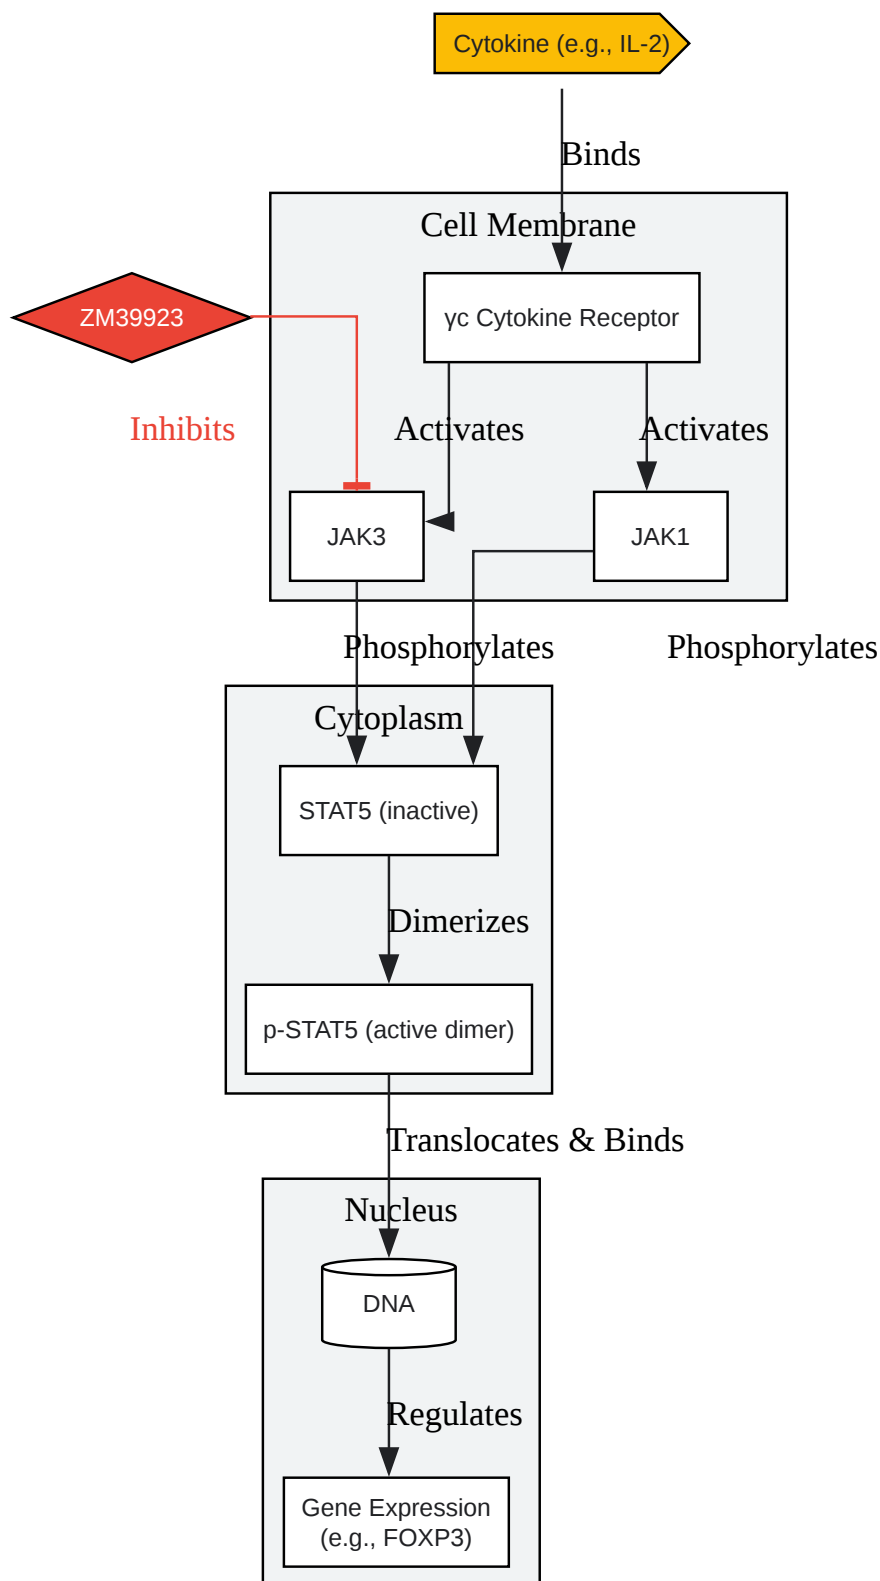 Cytokine (e.g., IL-2)
Binds
Cell Membrane
ZM39923
γc Cytokine Receptor
Inhibits
Activates
Activates
JAK3
JAK1
Phosphorylates
Phosphorylates
Cytoplasm
STAT5 (inactive)
Dimerizes
p-STAT5 (active dimer)
Translocates & Binds
Nucleus
DNA
Regulates
Gene Expression
(e.g., FOXP3)